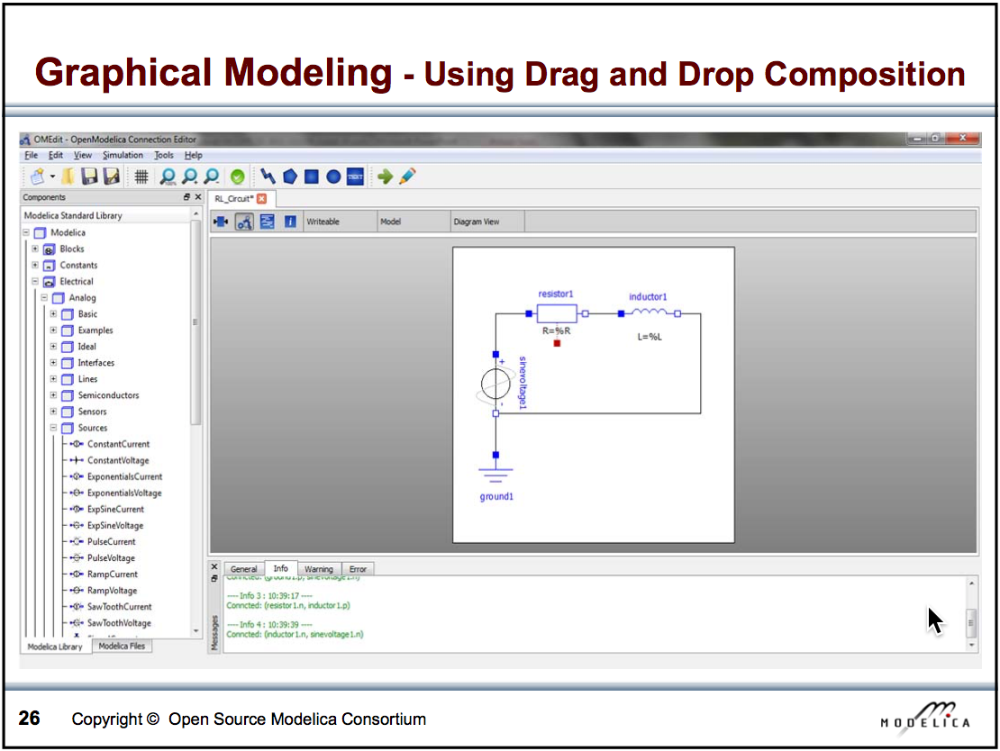 Graphical Modeling - Using Drag and Drop Composition
OMEdit - OpenModelica Connection Editor
File Edit View Simulation Tools Help
TEXT
Components
RL_Circuit*
Modelica Standard Library
Writeable Model Diagram View
Modelica
Blocks
Constants
Electrical
Analog
Basic
Examples
Ideal
Interfaces
Lines
Semiconductors
Sensors
Sources
ConstantCurrent
ConstantVoltage
ExponentialsCurrent
ExponentialsVoltage
ExpSineCurrent
ExpSineVoltage
PulseCurrent
PulseVoltage
RampCurrent
RampVoltage
SawToothCurrent
SawToothVoltage
Modelica Library Modelica Files
resistor1
inductor1
R=%R
L=%L
+
sinevoltage1
-
ground1
General Info Warning Error
Messages
Conncted: (ground1.p, sinevoltage1.n)
---- Info 3 : 10:39:17 ----
Conncted: (resistor1.n, inductor1.p)
---- Info 4 : 10:39:39 ----
Conncted: (inductor1.n, sinevoltage1.n)
26 Copyright © Open Source Modelica Consortium
MODELICA